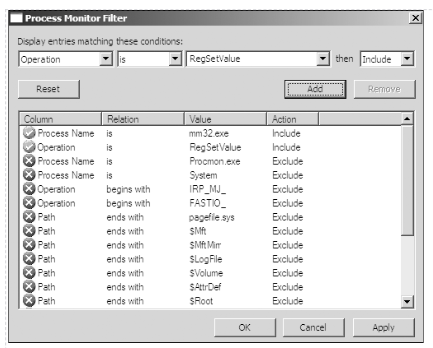 Process Monitor Filter
Display entries matching these conditions:
Operation is RegSetValue then Include
Reset Add Remove
Column Relation Value Action
Process Name is mm32.exe Include
Operation is RegSetValue Include
Process Name is Procmon.exe Exclude
Process Name is System Exclude
Operation begins with IRP_MJ_ Exclude
Operation begins with FASTIO_ Exclude
Path ends with pagefile.sys Exclude
Path ends with $Mft Exclude
Path ends with $MftMirr Exclude
Path ends with $LogFile Exclude
Path ends with $Volume Exclude
Path ends with $AttrDef Exclude
Path ends with $Root Exclude
OK Cancel Apply